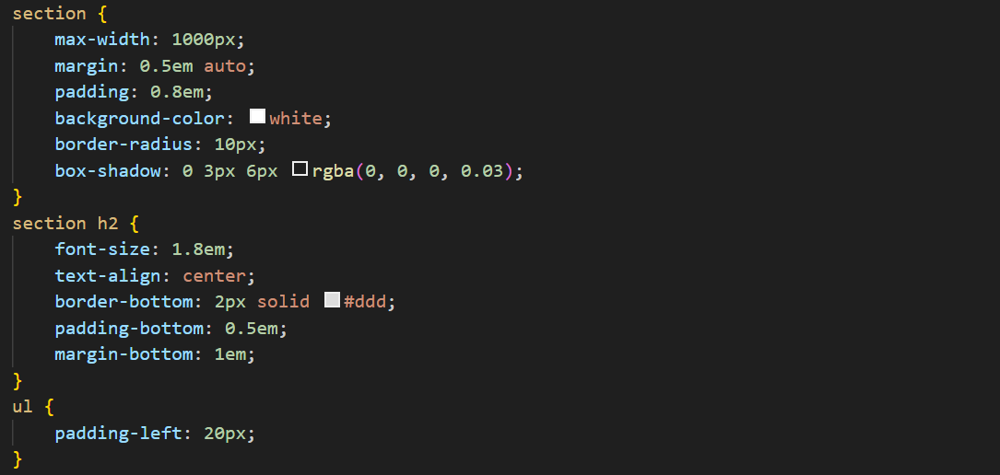 section {
    max-width: 1000px;
    margin: 0.5em auto;
    padding: 0.8em;
    background-color: white;
    border-radius: 10px;
    box-shadow: 0 3px 6px rgba(0, 0, 0, 0.03);
}
section h2 {
    font-size: 1.8em;
    text-align: center;
    border-bottom: 2px solid #ddd;
    padding-bottom: 0.5em;
    margin-bottom: 1em;
}
ul {
    padding-left: 20px;
}